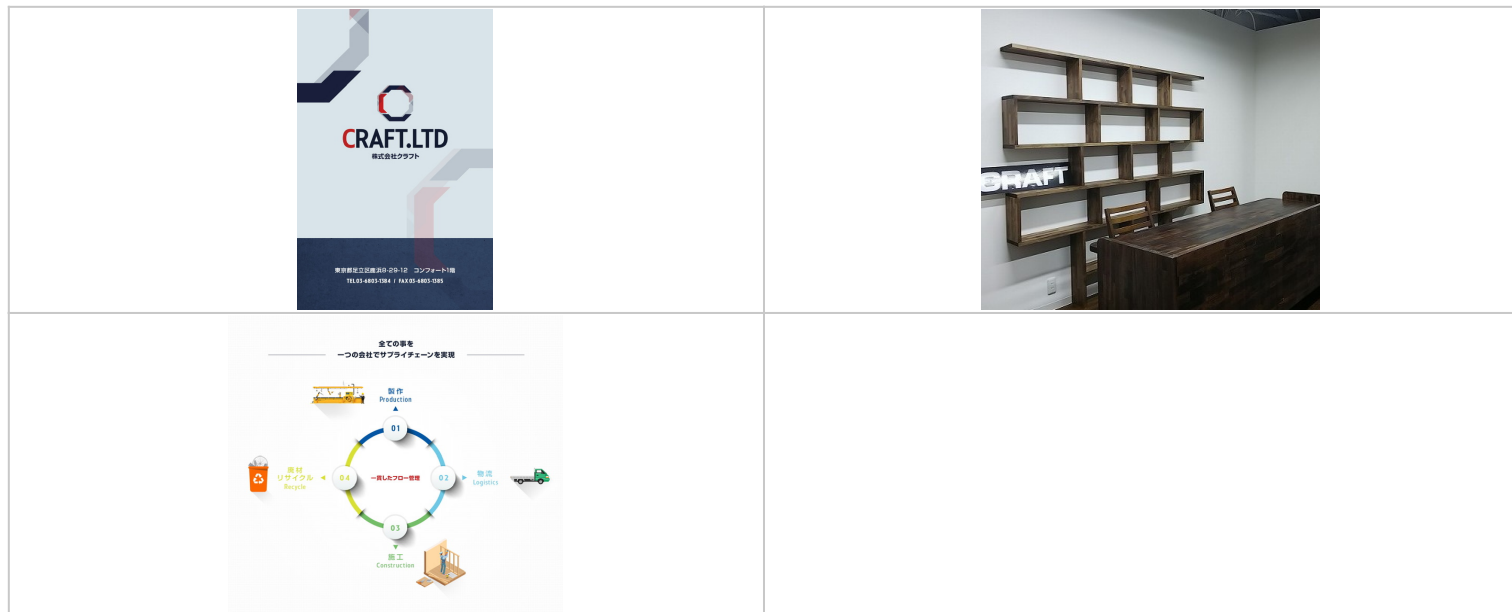 CRAFT.LTD
株式会社クラフト
東京都足立区鹿浜8-29-12 コンフォート1階
TEL 03-6803-1384 / FAX 03-6803-1385
CRAFT
全ての事を
一つの会社でサプライチェーンを実現
製作
Production
01
廃材
リサイクル
Recycle
04
一貫したフロー管理
02
物流
Logistics
03
施工
Construction